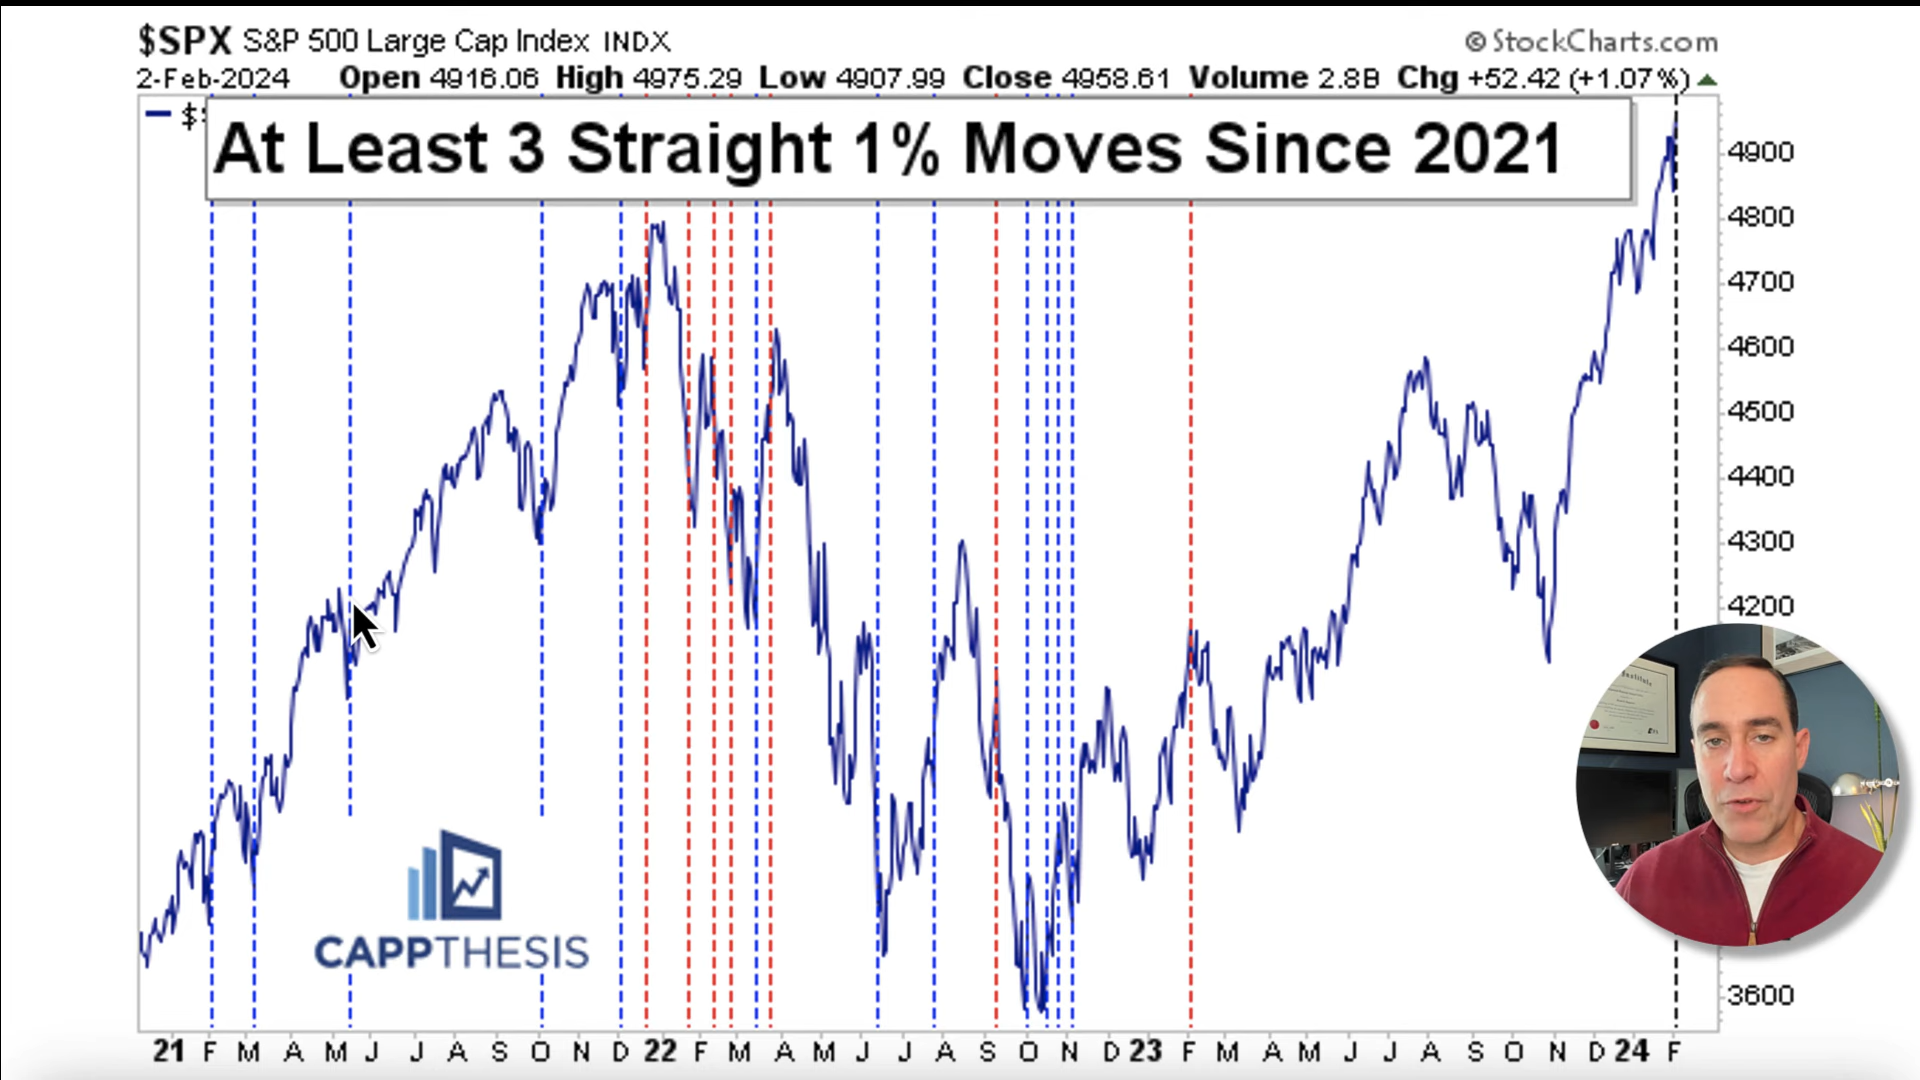 $SPX S&P 500 Large Cap Index INDX
© StockCharts.com
2-Feb-2024 Open 4916.06 High 4975.29 Low 4907.99 Close 4958.61 Volume 2.8B Chg +52.42 (+1.07%)
At Least 3 Straight 1% Moves Since 2021
4900
4800
4700
4600
4500
4400
4300
4200
3600
CAPPTHESIS
21 F M A M J J A S O N D 22 F M A M J J A S O N D 23 F M A M J J A S O N D 24 F